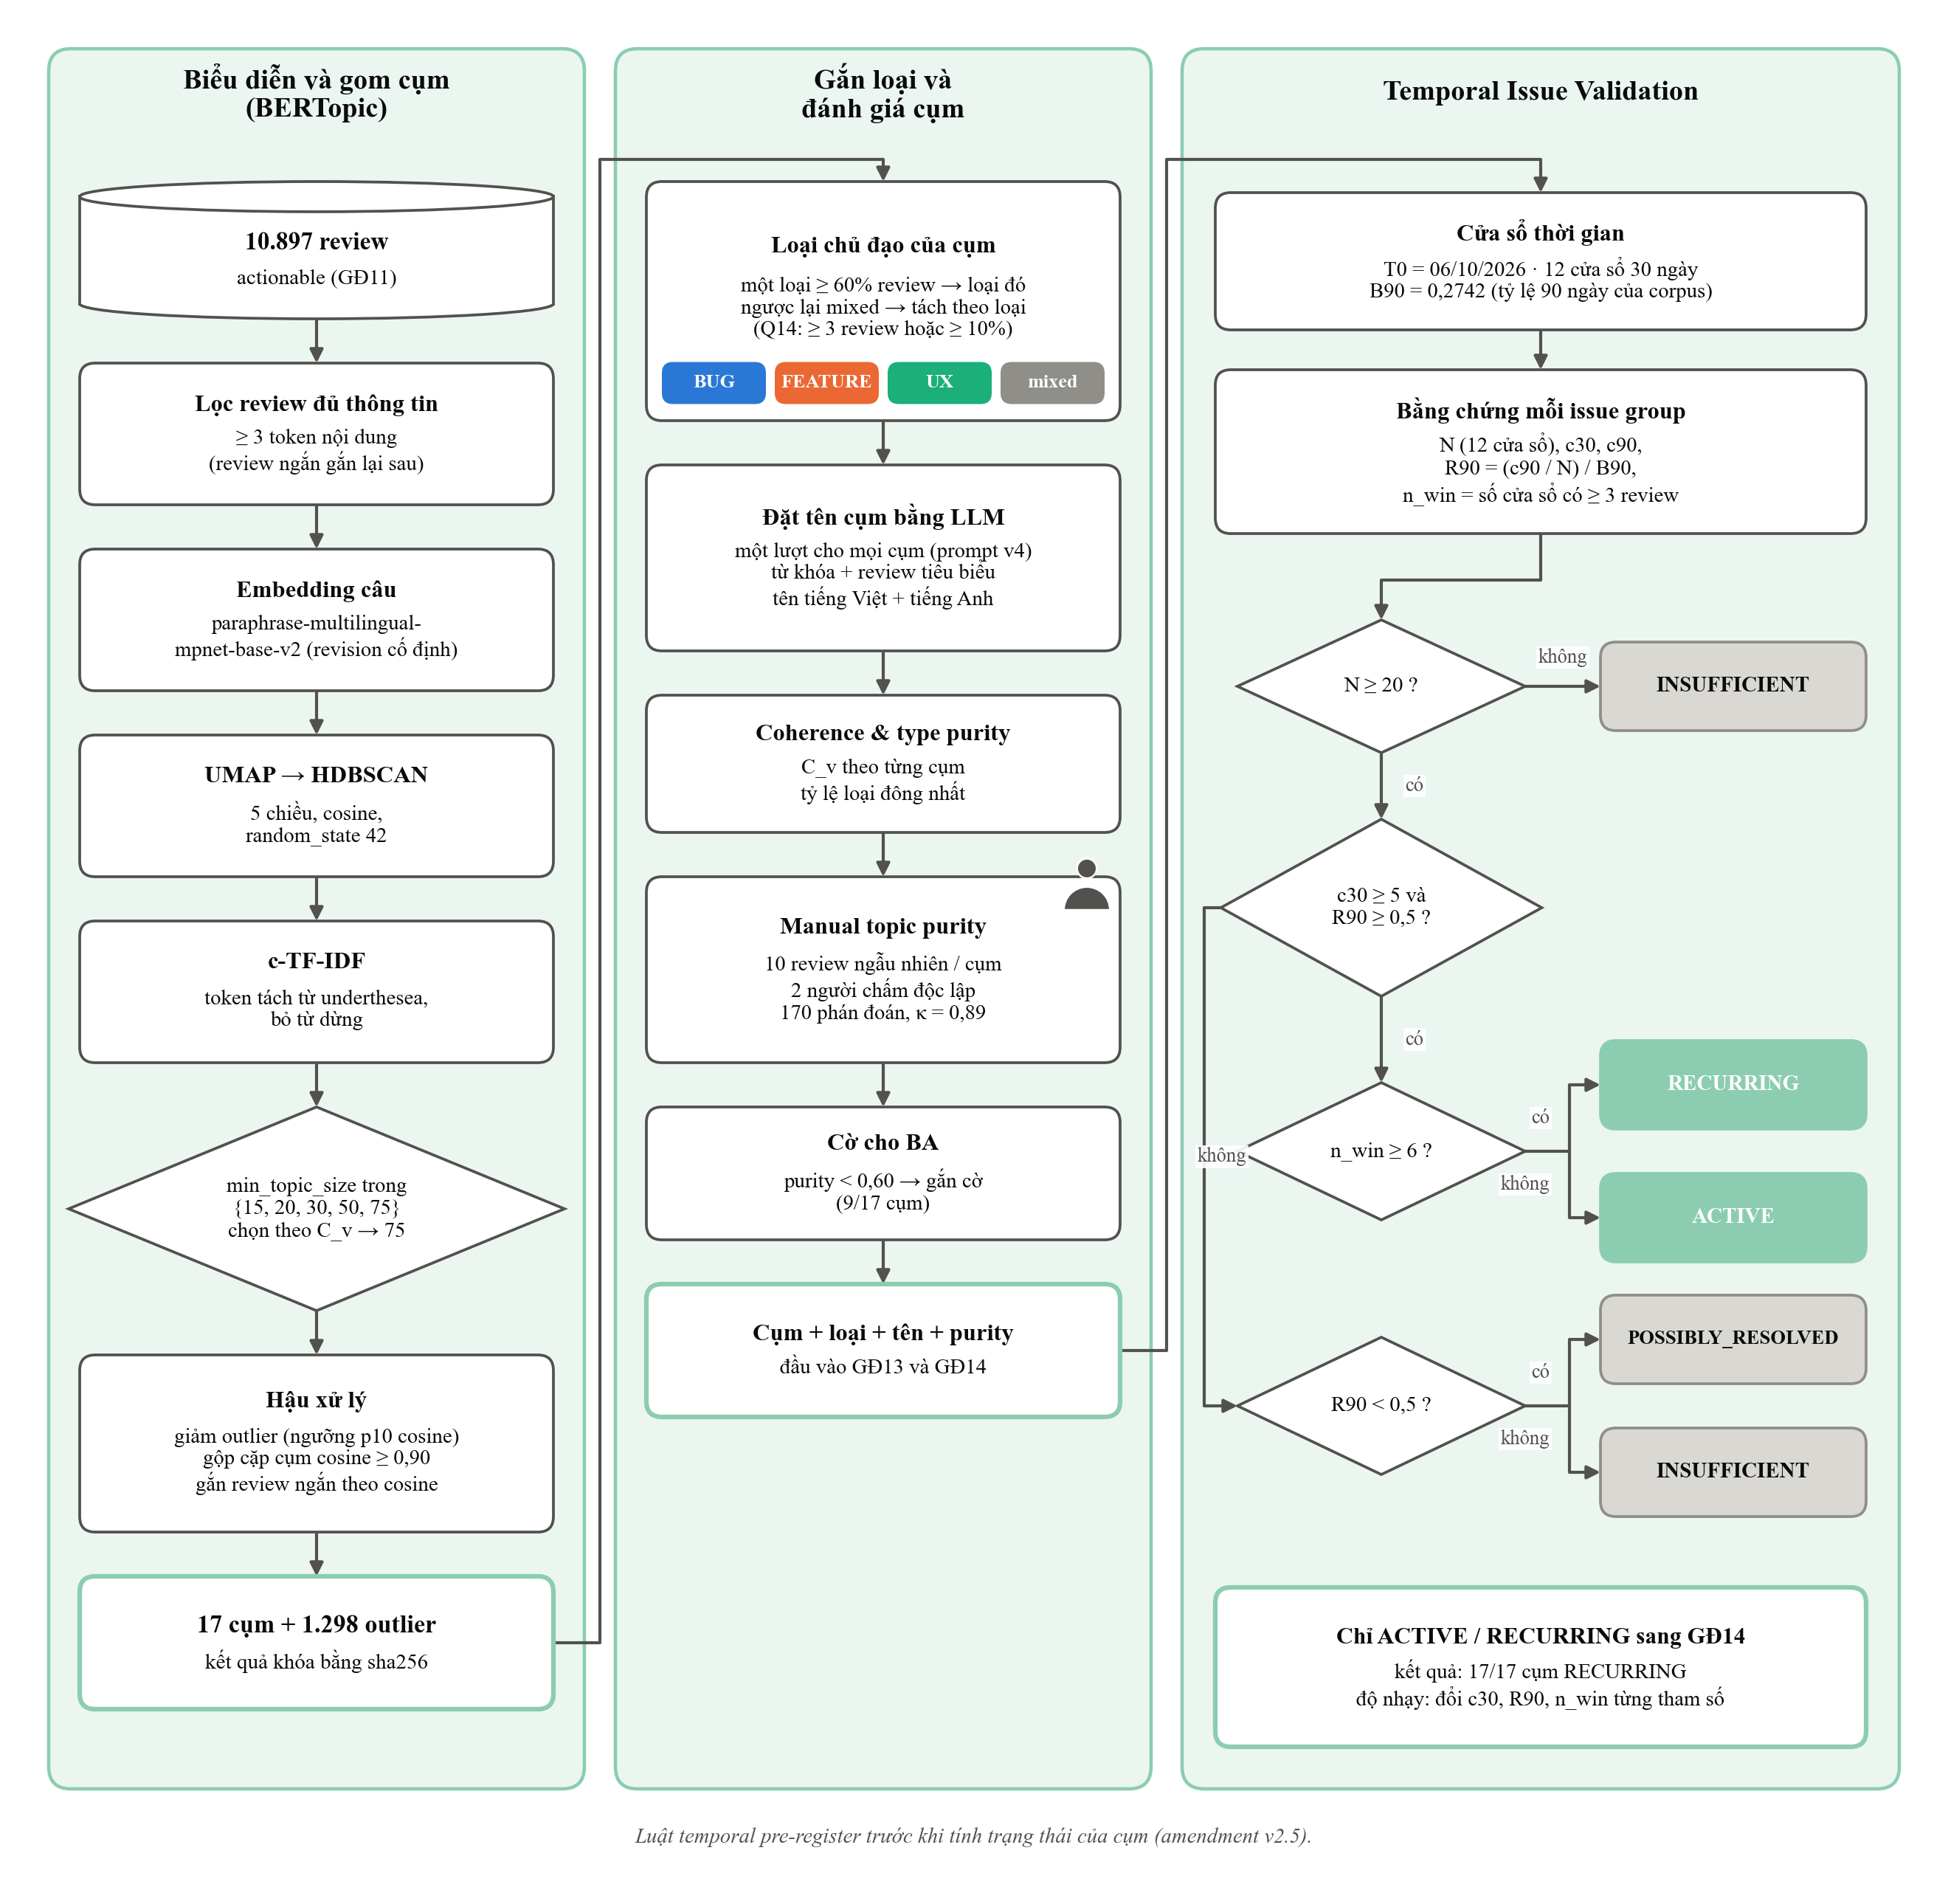 Biểu diễn và gom cụm
(BERTopic)
10.897 review
actionable (GĐ11)
Lọc review đủ thông tin
≥ 3 token nội dung
(review ngắn gắn lại sau)
Embedding câu
paraphrase-multilingual-
mpnet-base-v2 (revision cố định)
UMAP → HDBSCAN
5 chiều, cosine,
random_state 42
c-TF-IDF
token tách từ underthesea,
bỏ từ dừng
min_topic_size trong
{15, 20, 30, 50, 75}
chọn theo C_v → 75
Hậu xử lý
giảm outlier (ngưỡng p10 cosine)
gộp cặp cụm cosine ≥ 0,90
gắn review ngắn theo cosine
17 cụm + 1.298 outlier
kết quả khóa bằng sha256
Gắn loại và
đánh giá cụm
Loại chủ đạo của cụm
một loại ≥ 60% review → loại đó
ngược lại mixed → tách theo loại
(Q14: ≥ 3 review hoặc ≥ 10%)
BUG
FEATURE
UX
mixed
Đặt tên cụm bằng LLM
một lượt cho mọi cụm (prompt v4)
từ khóa + review tiêu biểu
tên tiếng Việt + tiếng Anh
Coherence & type purity
C_v theo từng cụm
tỷ lệ loại đông nhất
Manual topic purity
10 review ngẫu nhiên / cụm
2 người chấm độc lập
170 phán đoán, κ = 0,89
Cờ cho BA
purity < 0,60 → gắn cờ
(9/17 cụm)
Cụm + loại + tên + purity
đầu vào GĐ13 và GĐ14
Temporal Issue Validation
Cửa sổ thời gian
T0 = 06/10/2026 · 12 cửa sổ 30 ngày
B90 = 0,2742 (tỷ lệ 90 ngày của corpus)
Bằng chứng mỗi issue group
N (12 cửa sổ), c30, c90,
R90 = (c90 / N) / B90,
n_win = số cửa sổ có ≥ 3 review
N ≥ 20 ?
không
INSUFFICIENT
có
c30 ≥ 5 và
R90 ≥ 0,5 ?
có
không
n_win ≥ 6 ?
có
RECURRING
không
ACTIVE
R90 < 0,5 ?
có
POSSIBLY_RESOLVED
không
INSUFFICIENT
Chỉ ACTIVE / RECURRING sang GĐ14
kết quả: 17/17 cụm RECURRING
độ nhạy: đổi c30, R90, n_win từng tham số
Luật temporal pre-register trước khi tính trạng thái của cụm (amendment v2.5).